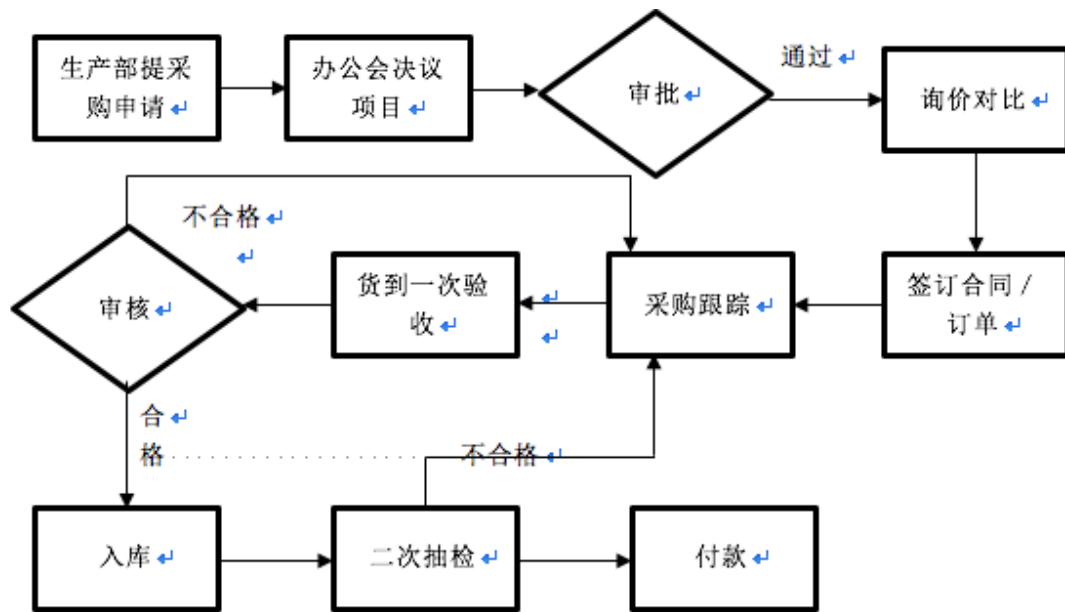 生产部提采
购申请
办公会决议
项目
审批
通过
询价对比
不合格
审核
货到一次验
收
采购跟踪
签订合同/
订单
合
格
不合格
入库
二次抽检
付款